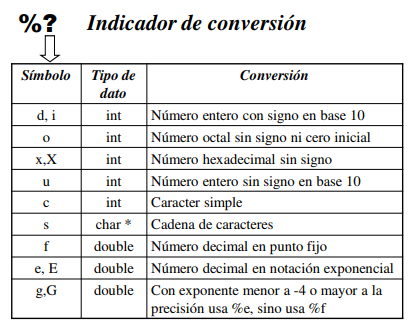 %? Indicador de conversión
Símbolo Tipo de dato Conversión
d, i int Número entero con signo en base 10
o int Número octal sin signo ni cero inicial
x,X int Número hexadecimal sin signo
u int Número entero sin signo en base 10
c int Caracter simple
s char * Cadena de caracteres
f double Número decimal en punto fijo
e, E double Número decimal en notación exponencial
g,G double Con exponente menor a -4 o mayor a la
precisión usa %e, sino usa %f